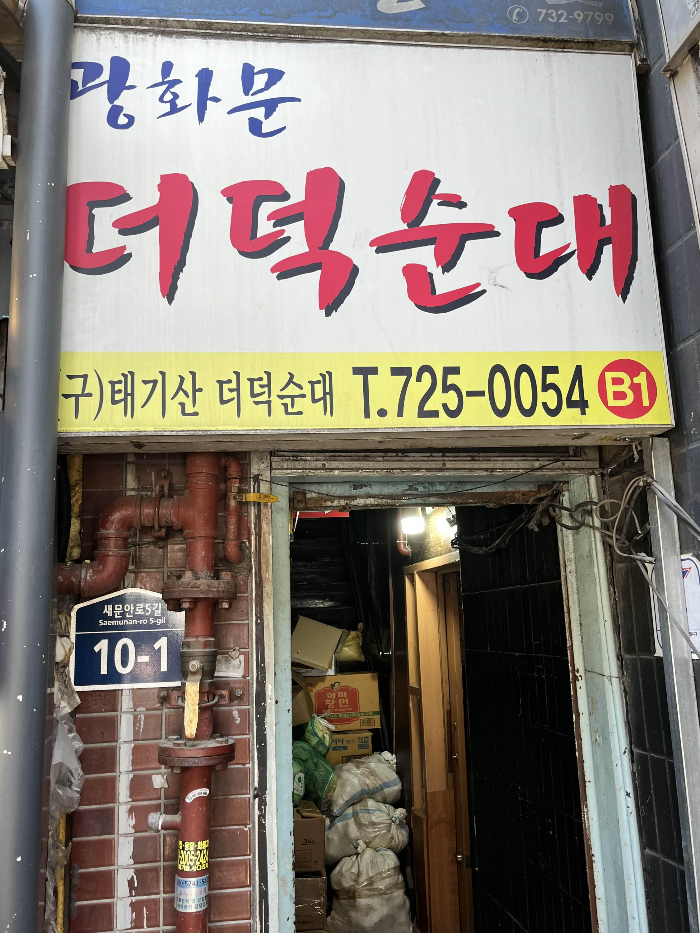 732-9799
광화문
더덕순대
(구)태기산 더덕순대 T.725-0054 B1
새문안로5길
Saemunan-ro 5-gil
10-1